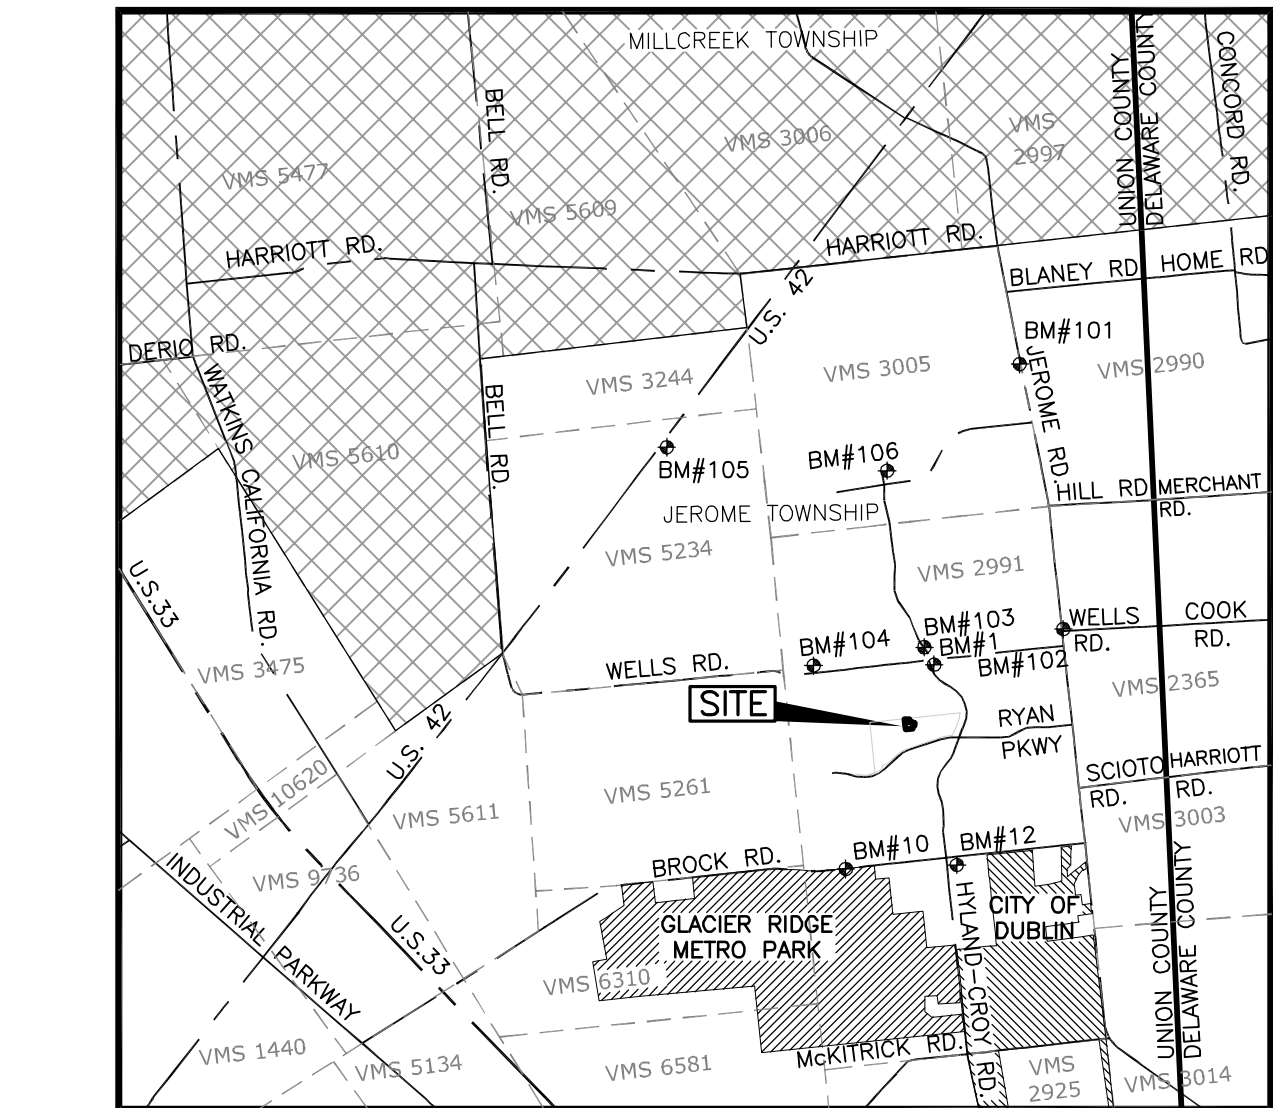 MILLCREEK TOWNSHIP
CONCORD RD.
UNION COUNTY
DELAWARE COUNTY
BELL RD.
VMS 3006
VMS
2997
VMS 5477
VMS 5609
HARRIOTT RD.
HARRIOTT RD.
BLANEY RD
HOME RD
U.S. 42
DERIO RD.
BM#101
JEROME RD.
VMS 3244
VMS 3005
VMS 2990
WATKINS CALIFORNIA RD.
BELL RD.
VMS 5610
BM#105
BM#106
HILL RD
MERCHANT
RD.
JEROME TOWNSHIP
VMS 5234
VMS 2991
U.S.33
BM#103
WELLS
RD.
COOK
RD.
BM#104
BM#1
BM#102
WELLS RD.
VMS 3475
VMS 2365
SITE
RYAN
PKWY
U.S. 42
SCIOTO
RD.
HARRIOTT
RD.
VMS 10620
VMS 5261
VMS 5611
VMS 3003
BM#10
BM#12
BROCK RD.
INDUSTRIAL PARKWAY
VMS 9736
GLACIER RIDGE
METRO PARK
HYLAND-CROY RD.
CITY OF
DUBLIN
UNION COUNTY
DELAWARE COUNTY
U.S.33
VMS 6310
VMS 1440
VMS 5134
VMS 6581
McKITRICK RD.
VMS
2925
VMS 3014